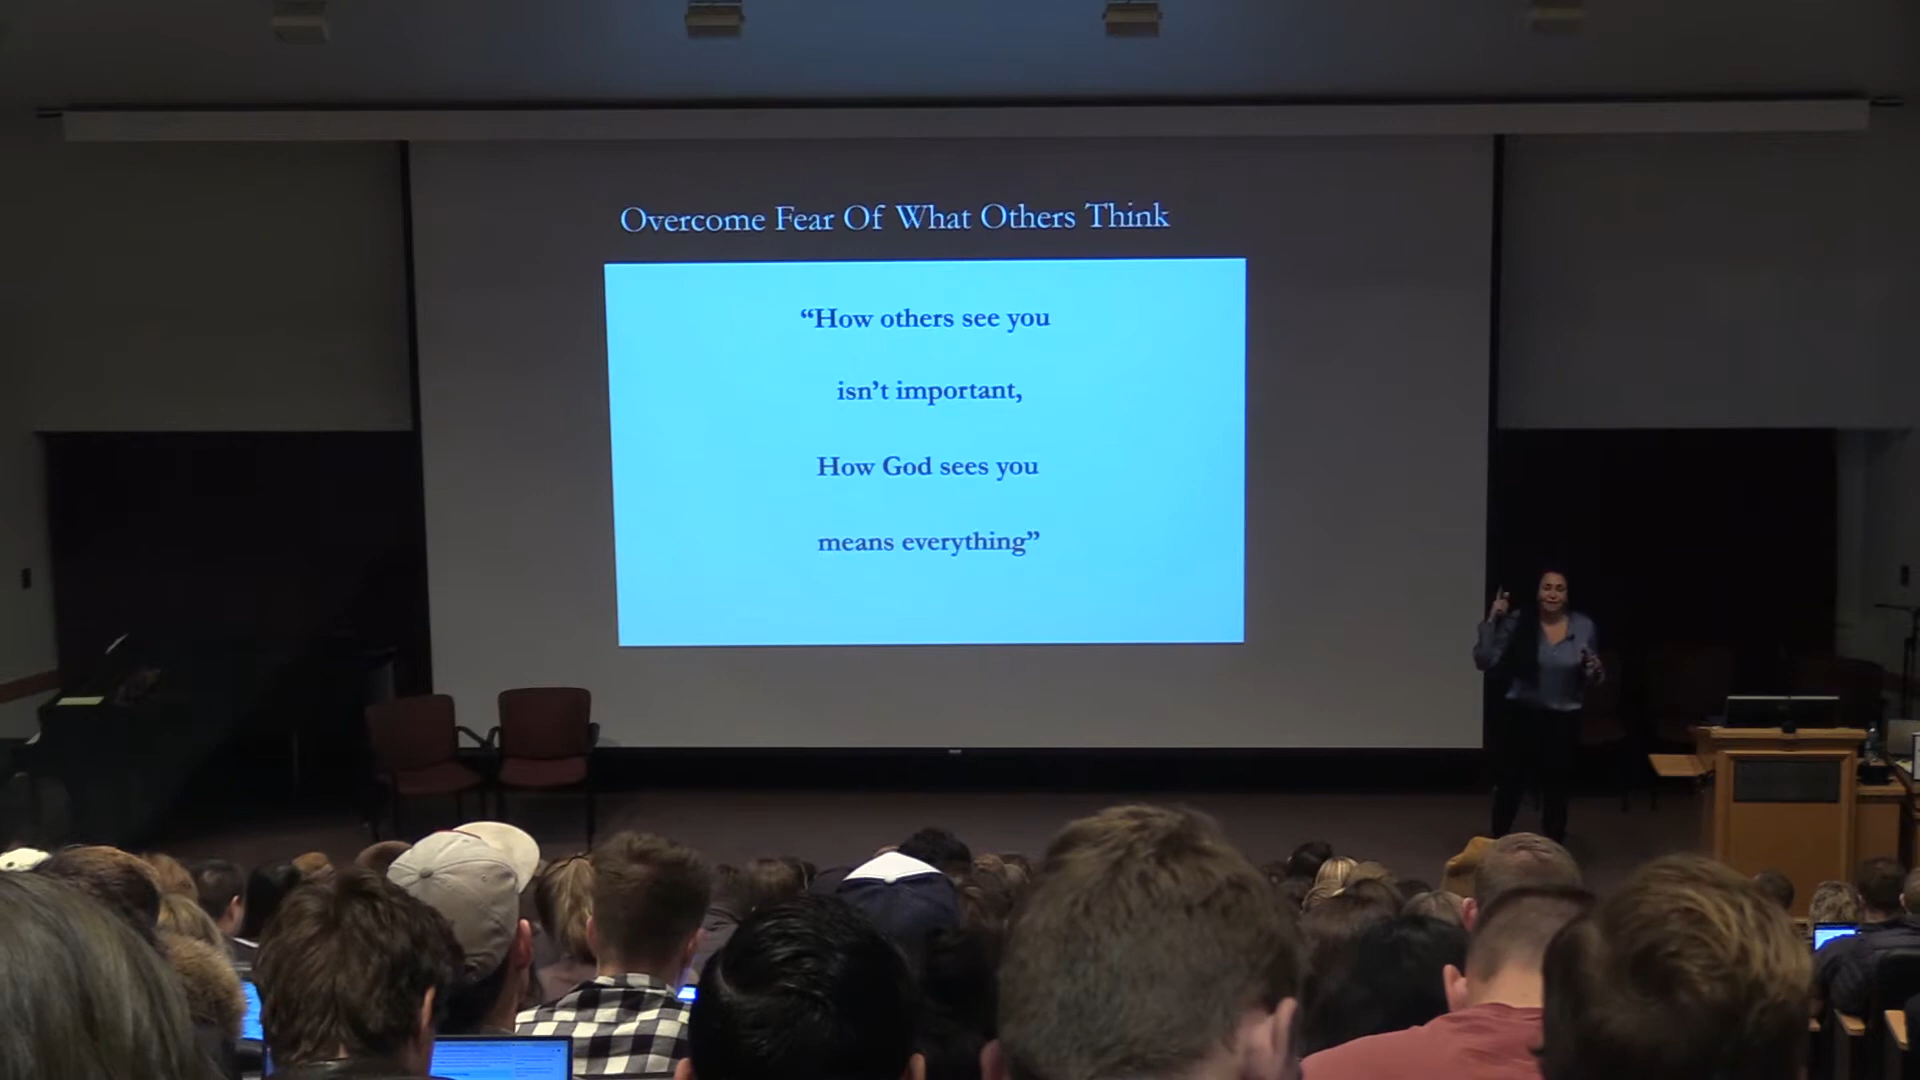 Overcome Fear Of What Others Think
“How others see you
isn’t important,
How God sees you
means everything”